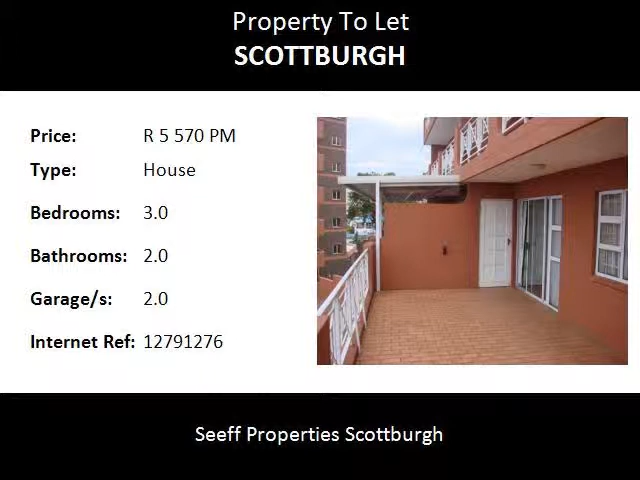 Property To Let
SCOTTBURGH
Price: R 5 570 PM
Type: House
Bedrooms: 3.0
Bathrooms: 2.0
Garage/s: 2.0
Internet Ref: 12791276
Seeff Properties Scottburgh